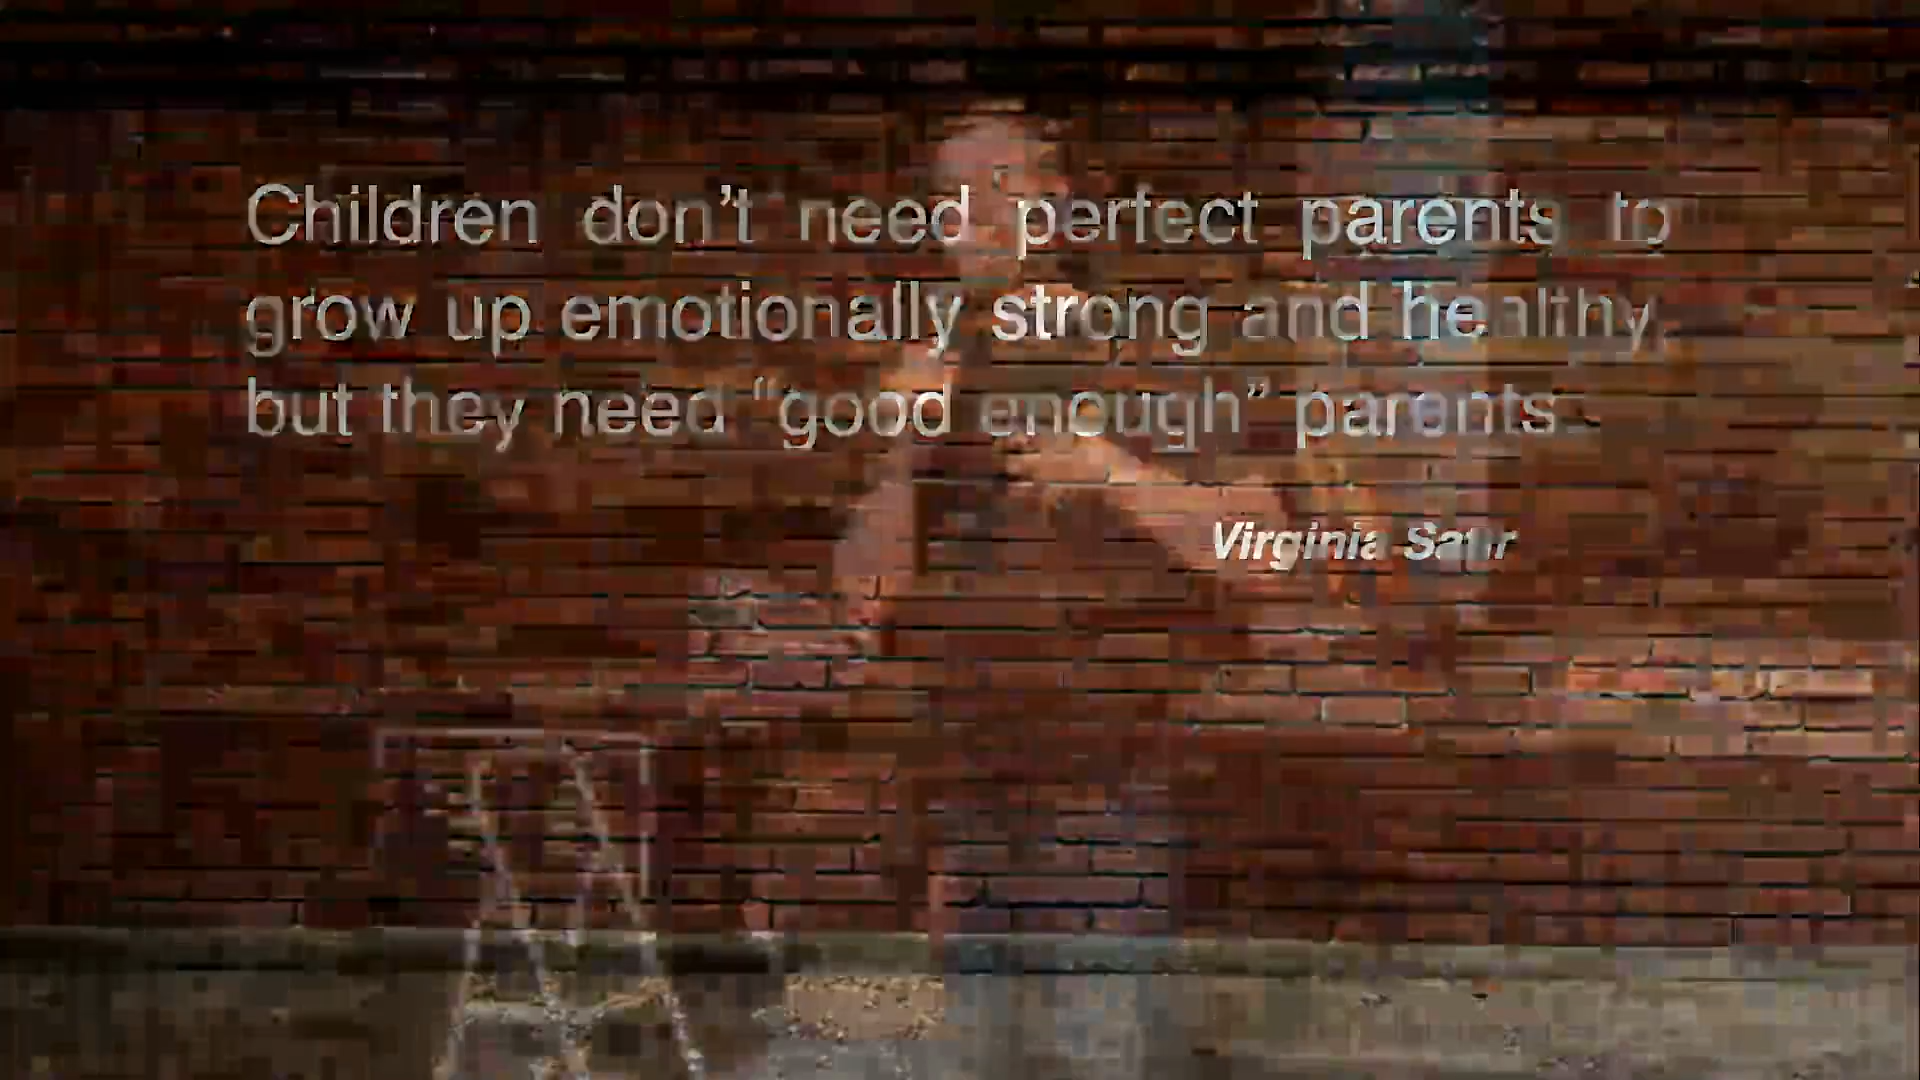 Children don’t need perfect parents to
grow up emotionally strong and healthy,
but they need “good enough” parents.
Virginia Satir